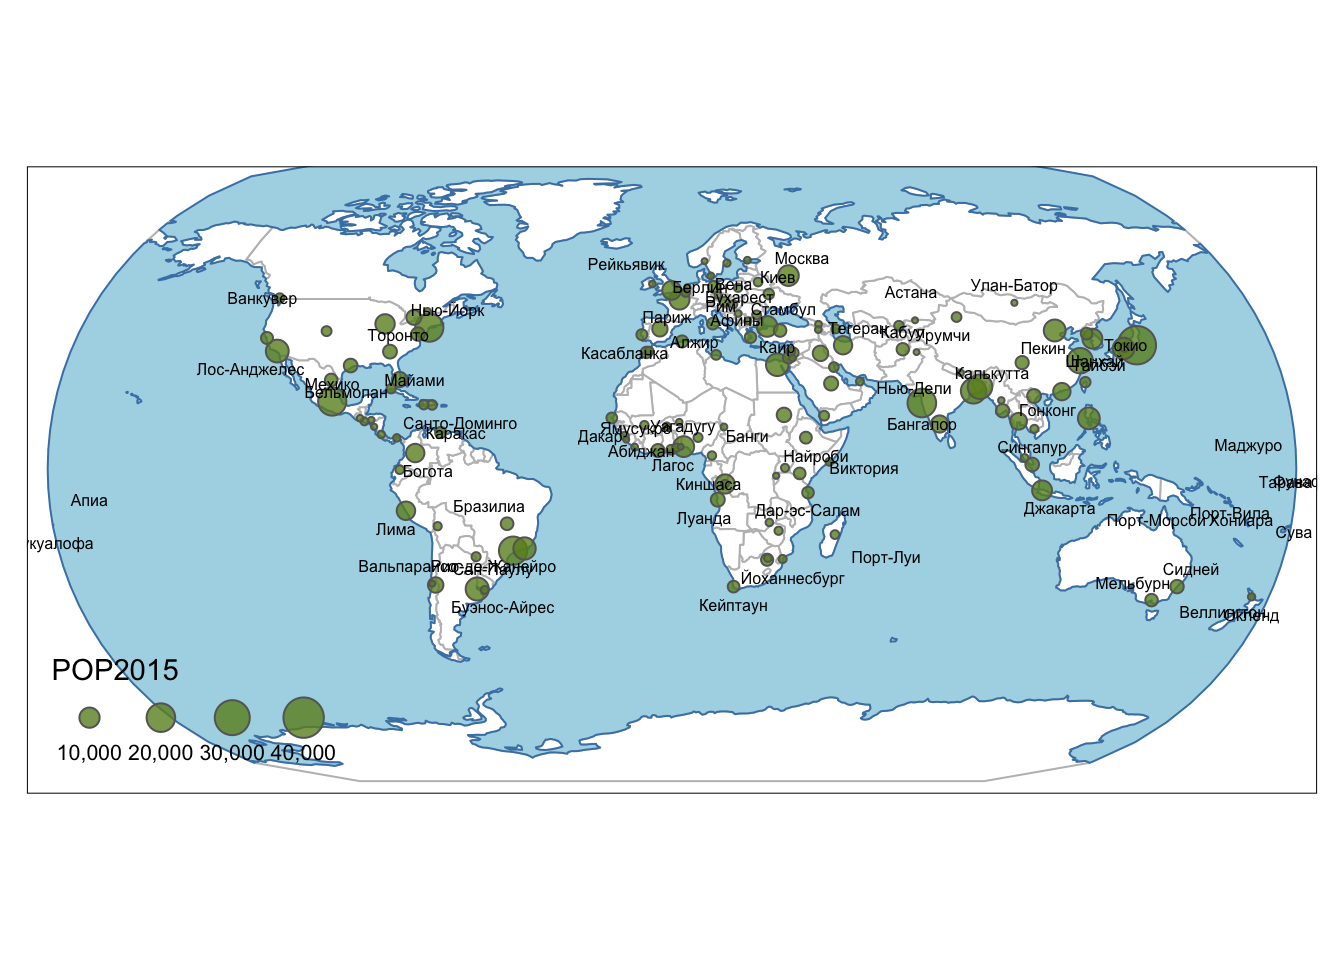 Рейкьявик
Москва
Берлин
Вена
Киев
Улан-Батор
Астана
Ванкувер
Нью-Йорк
Бухарест
Рим
Стамбул
Париж
Афины
Торонто
Алжир
Тегеран
Кабул
Урумчи
Касабланка
Каир
Пекин
Токио
Шанхай
Тайбэй
Лос-Анджелес
Мехико
Майами
Бельмопан
Калькутта
Нью-Дели
Гонконг
Бангалор
Санто-Доминго
Каракас
Ямусукро
Уагадугу
Дакар
Банги
Абиджан
Лагос
Сингапур
Маджуро
Богота
Найроби
Виктория
Киншаса
Тарава
Апиа
Бразилиа
Лима
Луанда
Дар-эс-Салам
Джакарта
Порт-Вила
Порт-Морсби
Хониара
Сува
укуалофа
Порт-Луи
Вальпараисо
Рио-де-Жанейро
Сан-Паулу
Буэнос-Айрес
Йоханнесбург
Кейптаун
Сидней
Мельбурн
Веллингтон
Окленд
POP2015
10,000 20,000 30,000 40,000